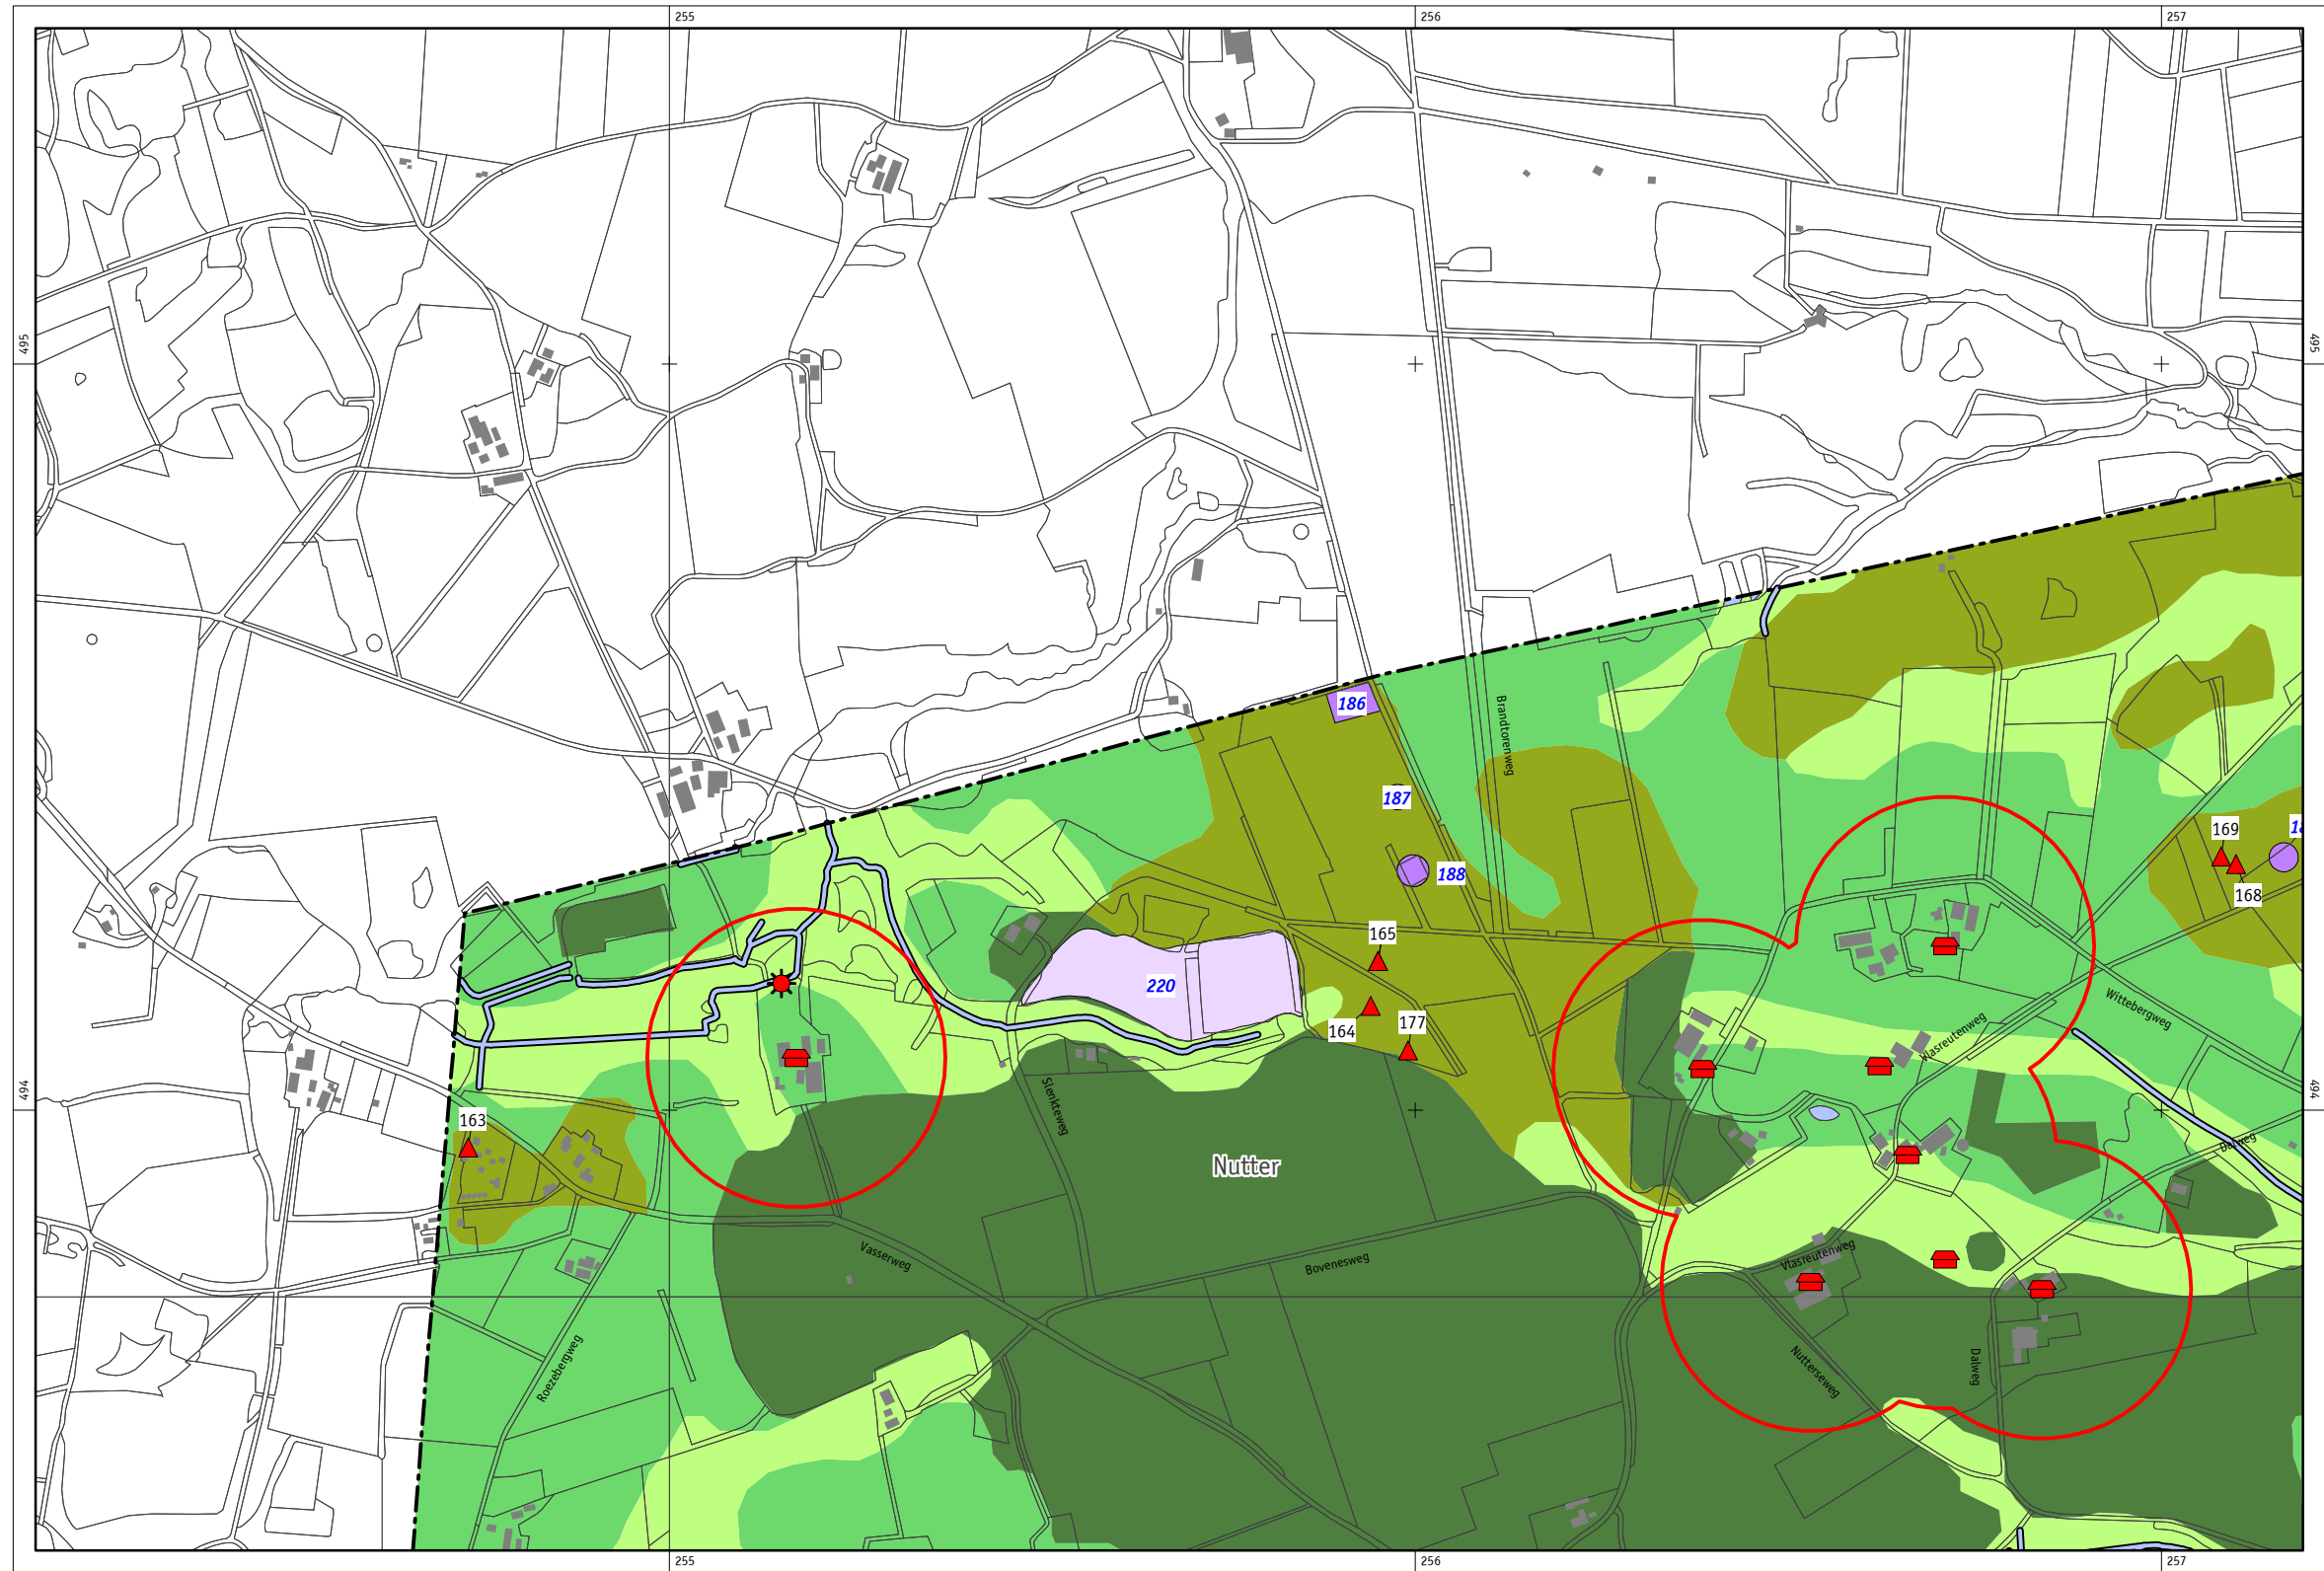 255
256
257
495
495
186
Brandtorenweg
187
169
188
168
165
220
164
177
Wittebergweg
Vlasreutenweg
494
494
Slenkteweg
163
Dalweg
Nutter
Vasserweg
Bovenesweg
Vlasreutenweg
Roezebergweg
Nutterseweg
Dalweg
255
256
257